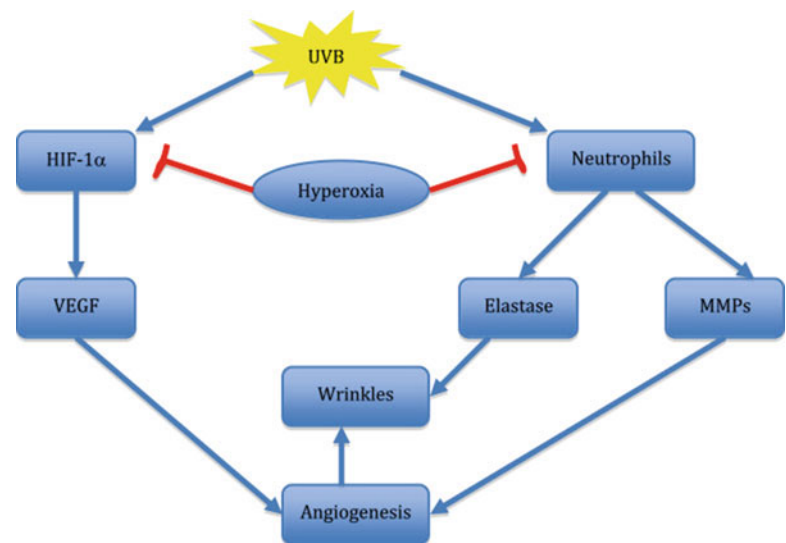 UVB
HIF-1α
Hyperoxia
Neutrophils
VEGF
Elastase
MMPs
Wrinkles
Angiogenesis